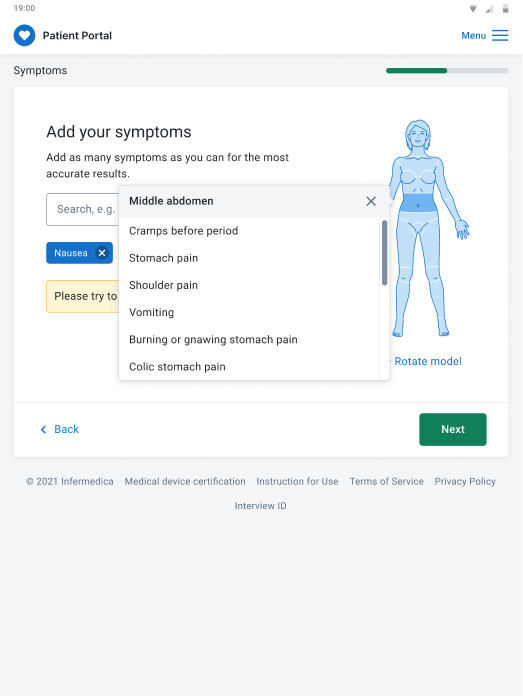 19:00
Patient Portal
Menu
Symptoms
Add your symptoms
Add as many symptoms as you can for the most
accurate results.
Search, e.g.
Middle abdomen
Cramps before period
Nausea
Stomach pain
Shoulder pain
Please try to
Vomiting
Burning or gnawing stomach pain
Colic stomach pain
Rotate model
Back
Next
© 2021 Infermedica Medical device certification Instruction for Use Terms of Service Privacy Policy
Interview ID